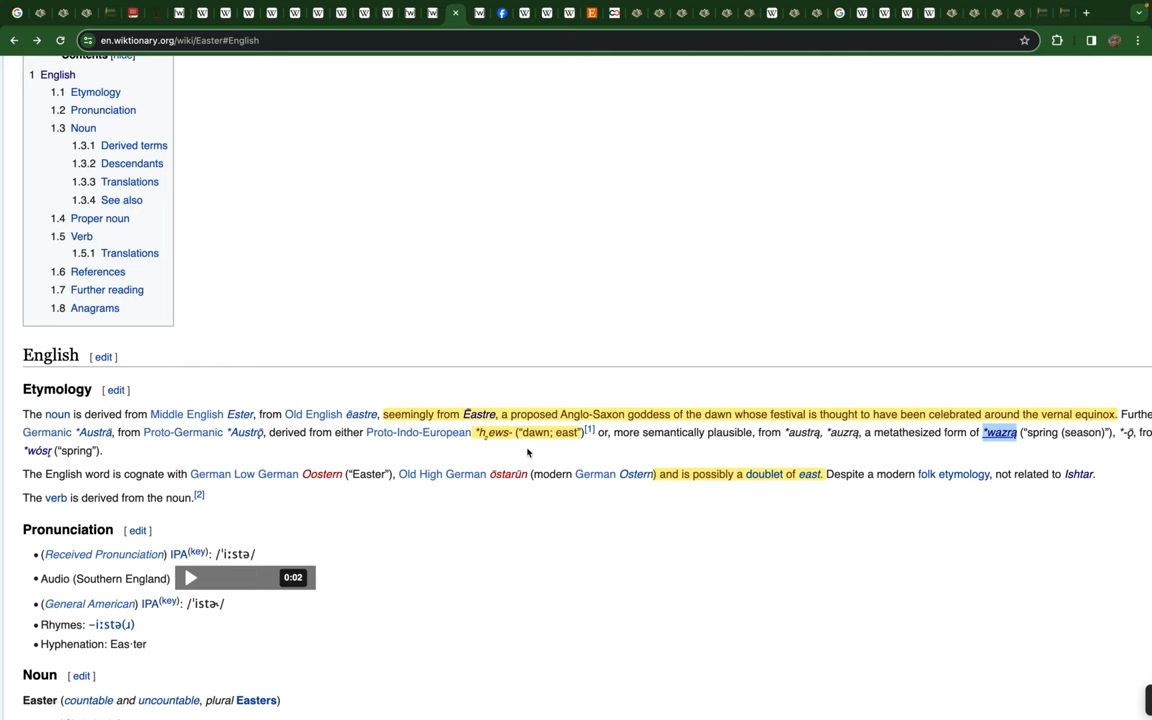 en.wiktionary.org/wiki/Easter#English
Contents [hide]
1 English
1.1 Etymology
1.2 Pronunciation
1.3 Noun
1.3.1 Derived terms
1.3.2 Descendants
1.3.3 Translations
1.3.4 See also
1.4 Proper noun
1.5 Verb
1.5.1 Translations
1.6 References
1.7 Further reading
1.8 Anagrams
English [ edit ]
Etymology [ edit ]
The noun is derived from Middle English Ester, from Old English ēastre, seemingly from Ēastre, a proposed Anglo-Saxon goddess of the dawn whose festival is thought to have been celebrated around the vernal equinox. Furthe
Germanic *Austrā, from Proto-Germanic *Austrǭ, derived from either Proto-Indo-European *h₂ews- (“dawn; east”)[1] or, more semantically plausible, from *austrą, *auzrą, a metathesized form of *wazrą (“spring (season)”), *-ǭ, fro
*wósr̥ (“spring”).
The English word is cognate with German Low German Oostern (“Easter”), Old High German ōstarūn (modern German Ostern) and is possibly a doublet of east. Despite a modern folk etymology, not related to Ishtar.
The verb is derived from the noun.[2]
Pronunciation [ edit ]
• (Received Pronunciation) IPA(key): /ˈiːstə/
• Audio (Southern England) 0:02
• (General American) IPA(key): /ˈistɚ/
• Rhymes: -iːstə(ɹ)
• Hyphenation: Eas·ter
Noun [ edit ]
Easter (countable and uncountable, plural Easters)